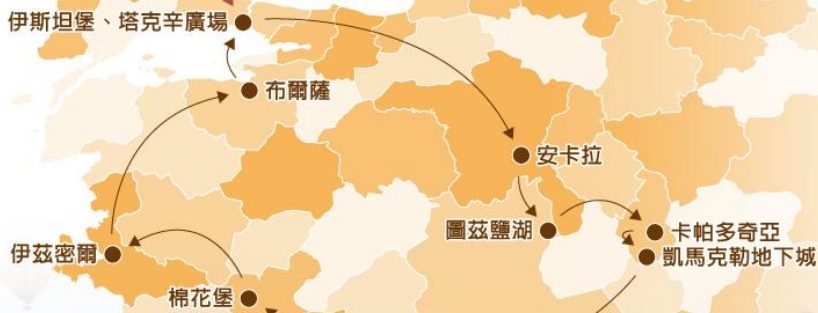 伊斯坦堡、塔克辛廣場
布爾薩
安卡拉
圖茲鹽湖
卡帕多奇亞
伊茲密爾
凱馬克勒地下城
棉花堡